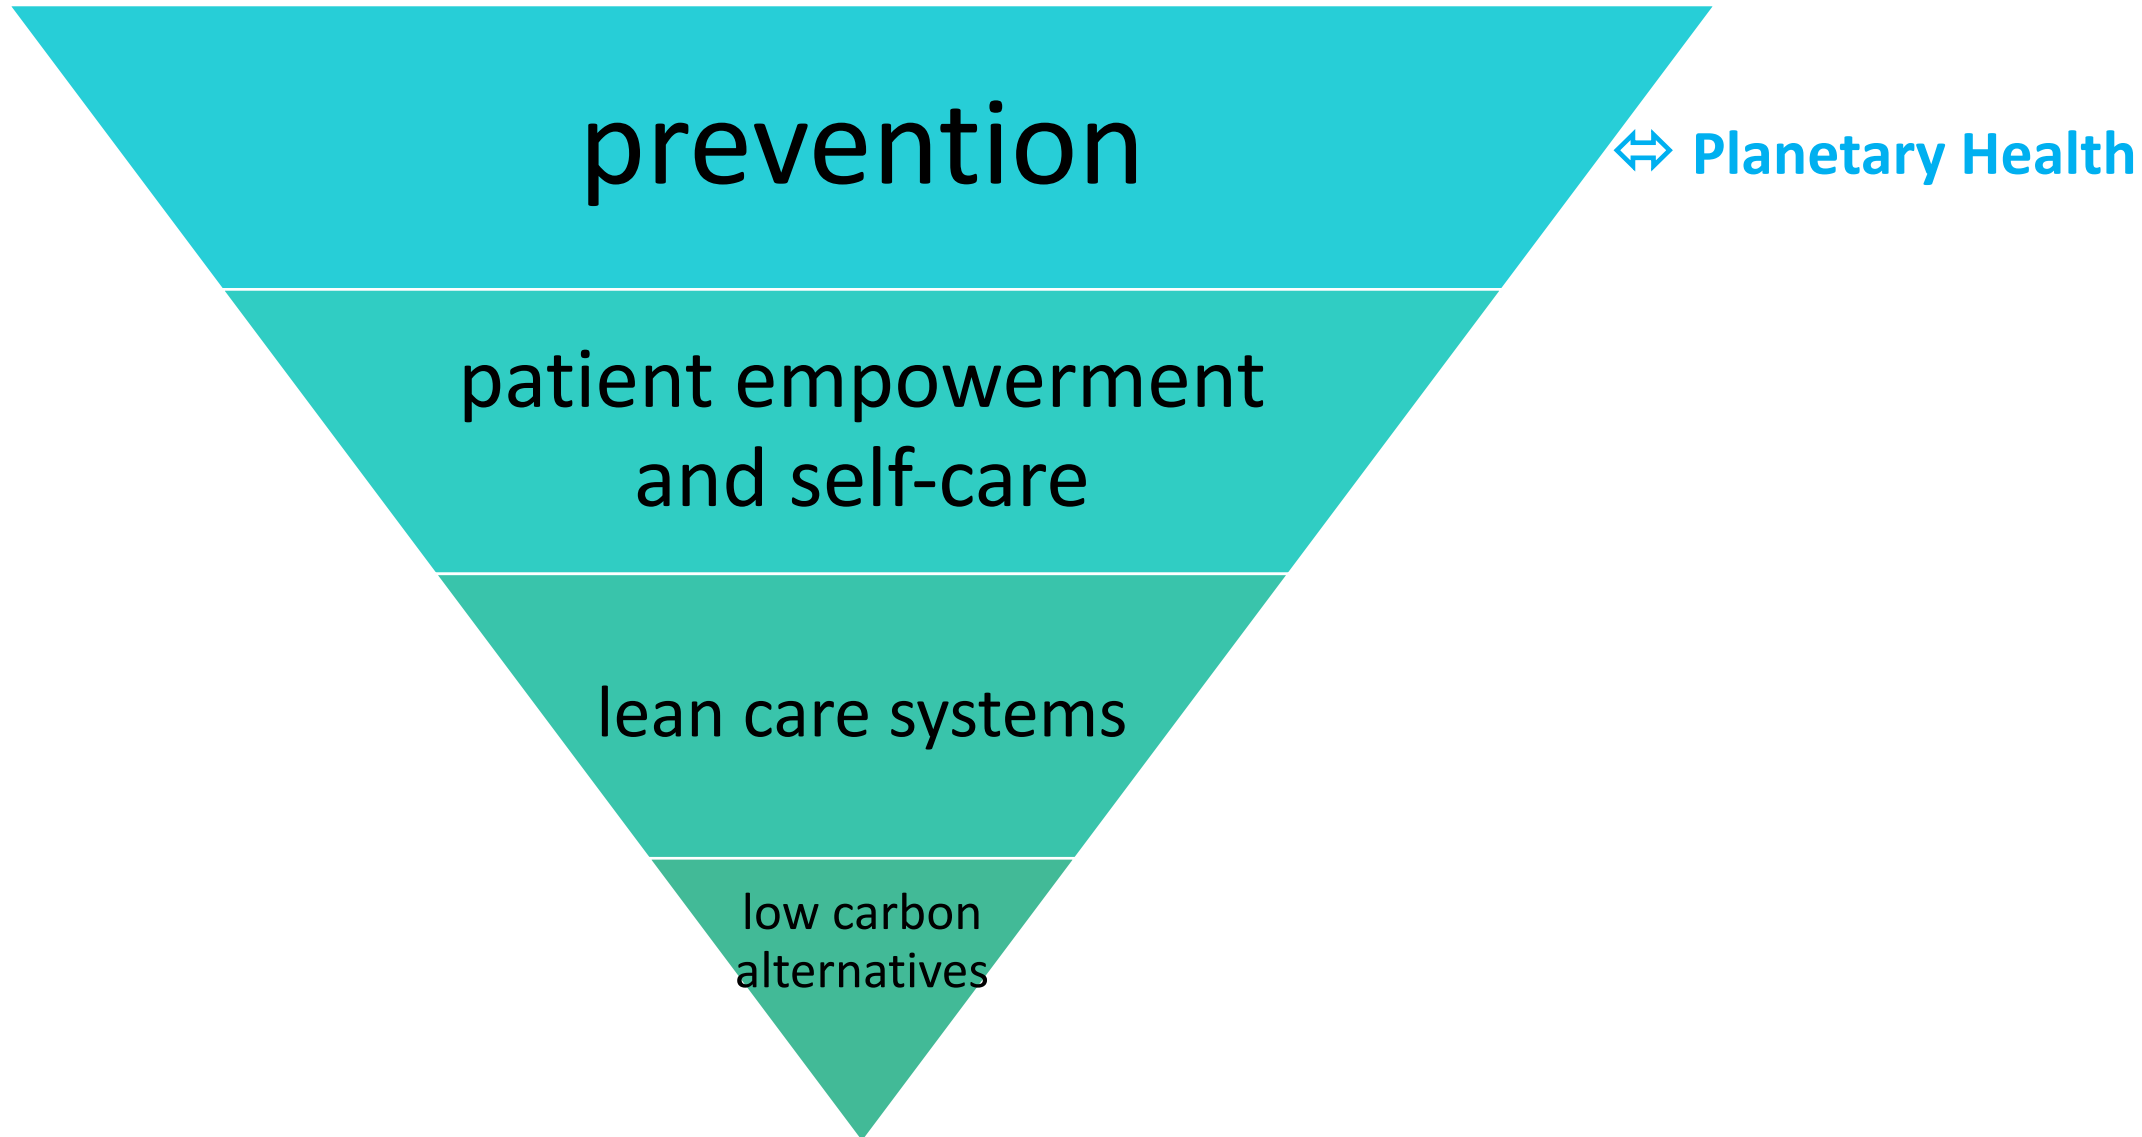 prevention
⬄ Planetary Health
patient empowerment
and self-care
lean care systems
low carbon
alternatives